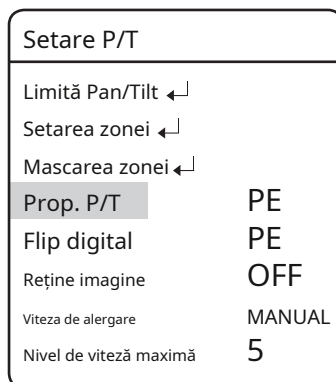 Setare P/T
Limită Pan/Tilt ↵
Setarea zonei ↵
Mascarea zonei ↵
Prop. P/T PE
Flip digital PE
Reține imagine OFF
Viteza de alergare MANUAL
Nivel de viteză maximă 5